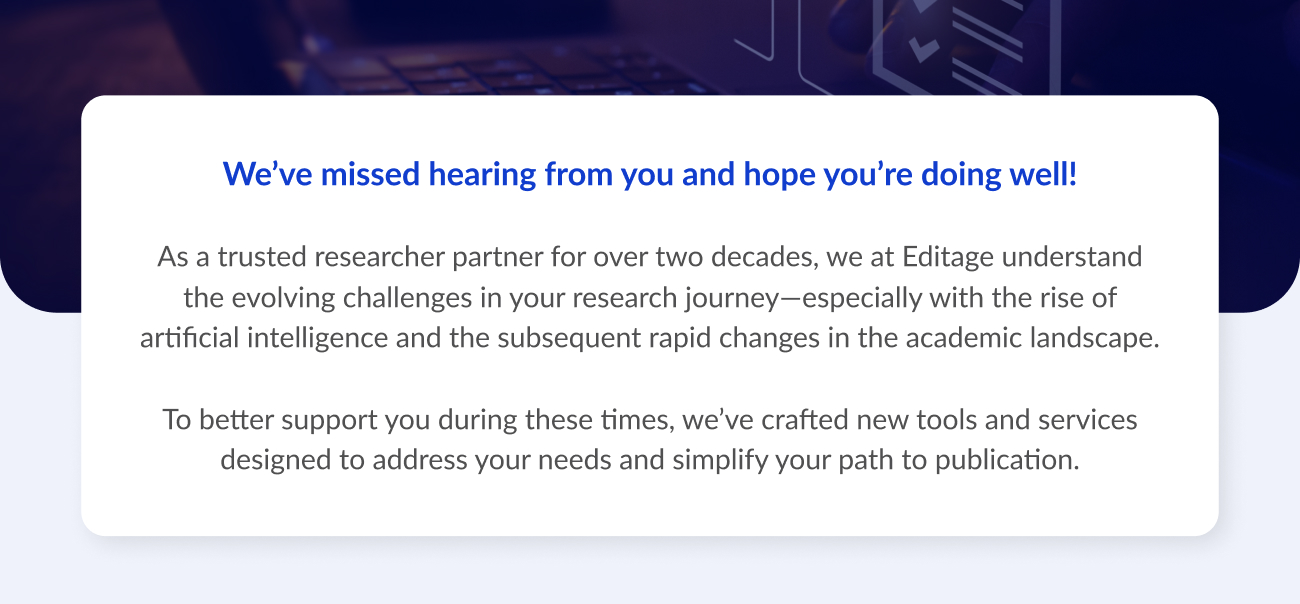 We’ve missed hearing from you and hope you’re doing well!
As a trusted researcher partner for over two decades, we at Editage understand
the evolving challenges in your research journey—especially with the rise of
artificial intelligence and the subsequent rapid changes in the academic landscape.
To better support you during these times, we’ve crafted new tools and services
designed to address your needs and simplify your path to publication.